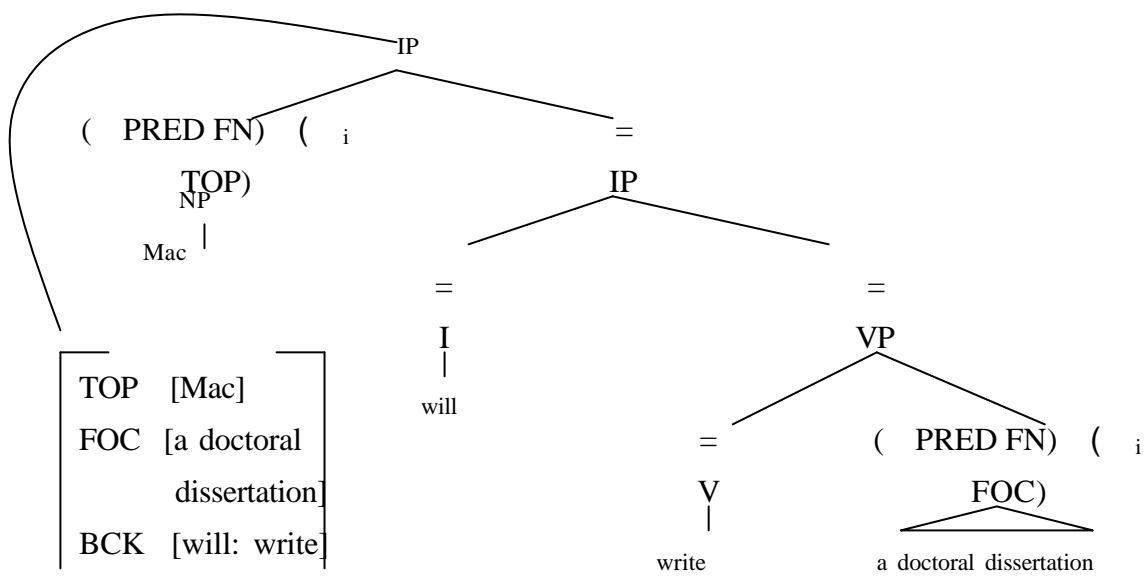 IP
( PRED FN) ( i
=
TOP)
IP
NP
Mac
=
=
I
VP
TOP [Mac]
will
FOC [a doctoral
=
( PRED FN) ( i
dissertation]
V
FOC)
BCK [will: write]
write
a doctoral dissertation